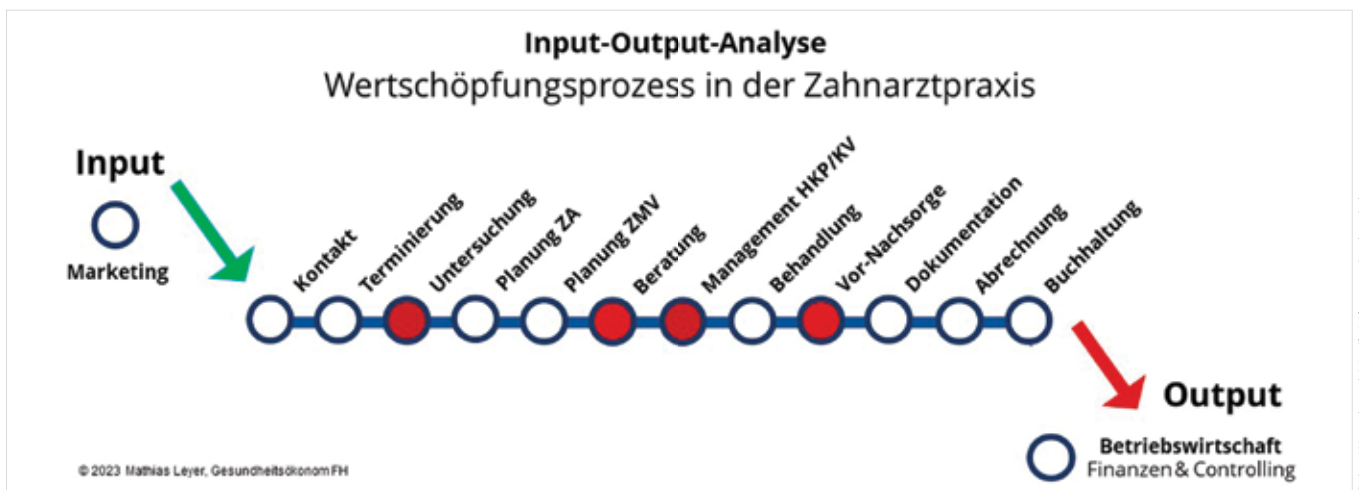 Input-Output-Analyse
Wertschöpfungsprozess in der Zahnarztpraxis
Input
Marketing
Kontakt
Terminierung
Untersuchung
Planung ZA
Planung ZMV
Beratung
Management HKP/KV
Behandlung
Vor-Nachsorge
Dokumentation
Abrechnung
Buchhaltung
Output
Betriebswirtschaft
Finanzen & Controlling
© 2023 Mathias Leyer, Gesundheitsökonom FH